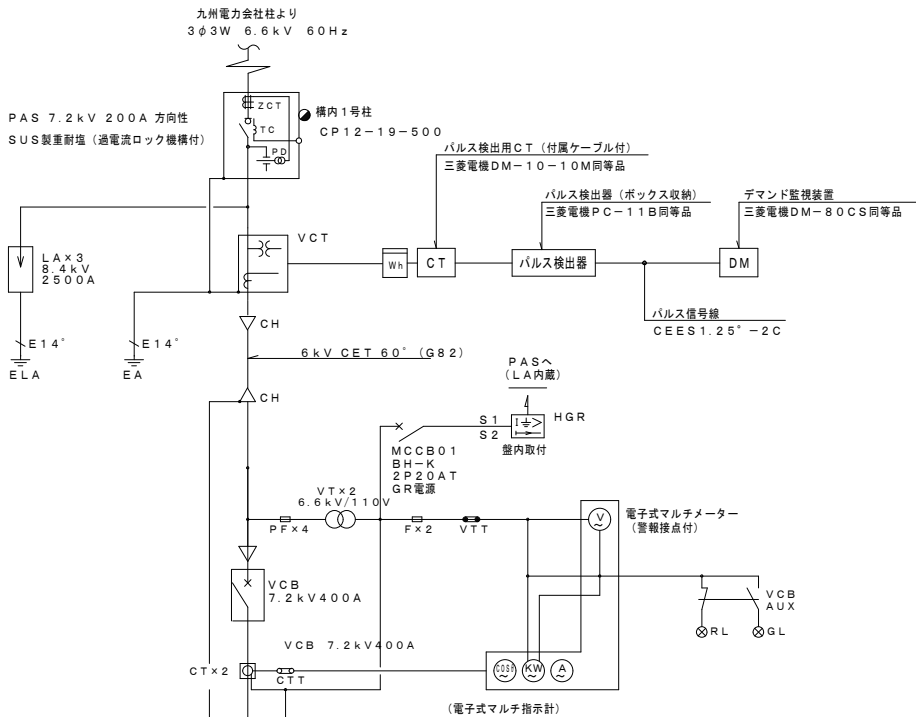 九州電力会社柱より
3φ3W 6.6kV 60Hz
PAS 7.2kV 200A 方向性
SUS製重耐塩(過電流ロック機構付)
ZCT
TC
PD
構内1号柱
CP12-19-500
パルス検出用CT(付属ケーブル付)
三菱電機DM-10-10M同等品
パルス検出器(ボックス収納)
三菱電機PC-11B同等品
デマンド監視装置
三菱電機DM-80CS同等品
VCT
Wh
CT
パルス検出器
DM
LA×3
8.4kV
2500A
パルス信号線
CEES1.25°-2C
CH
E14°
E14°
ELA
EA
6kV CET 60°(G82)
PASへ
(LA内蔵)
CH
S1
S2
I
HGR
盤内取付
MCCB01
BH-K
2P20AT
GR電源
VT×2
6.6kV/110V
PF×4
F×2
VTT
V
電子式マルチメーター
(警報接点付)
VCB
7.2kV400A
VCB
AUX
RL
GL
VCB 7.2kV400A
CT×2
CTT
COSθ
KW
A
(電子式マルチ指示計)